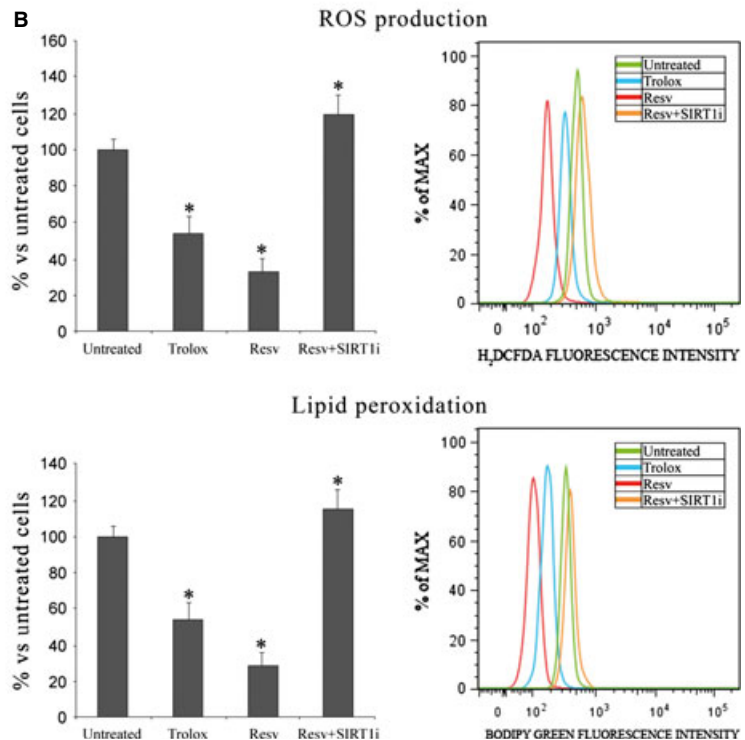 B
ROS production
% vs untreated cells
160
140
120
100
80
60
40
20
0
*
*
*
Untreated Trolox Resv Resv+SIRT1i
% of MAX
100
80
60
40
20
0
Untreated
Trolox
Resv
Resv+SIRT1i
0 10² 10³ 10⁴ 10⁵
H₂DCFDA FLUORESCENCE INTENSITY
Lipid peroxidation
% vs untreated cells
140
120
100
80
60
40
20
0
*
*
*
Untreated Trolox Resv Resv+SIRT1i
% of MAX
100
80
60
40
20
0
Untreated
Trolox
Resv
Resv+SIRT1i
0 10² 10³ 10⁴ 10⁵
BODIPY GREEN FLUORESCENCE INTENSITY